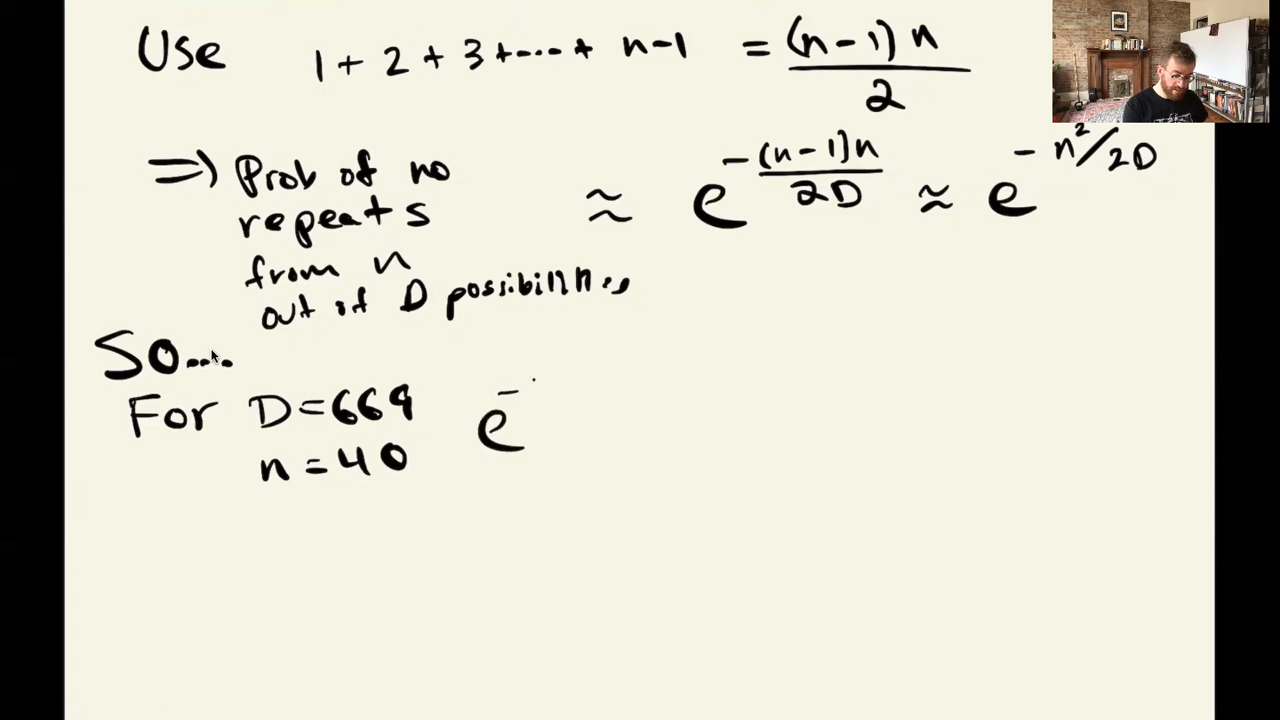 Use 1 + 2 + 3 + ... + n-1 = (n-1)n / 2
=> Prob of no repeats from n out of D possibilities ≈ e^{-(n-1)n / 2D} ≈ e^{-n²/2D}
So....
For D=669
n=40
e^-